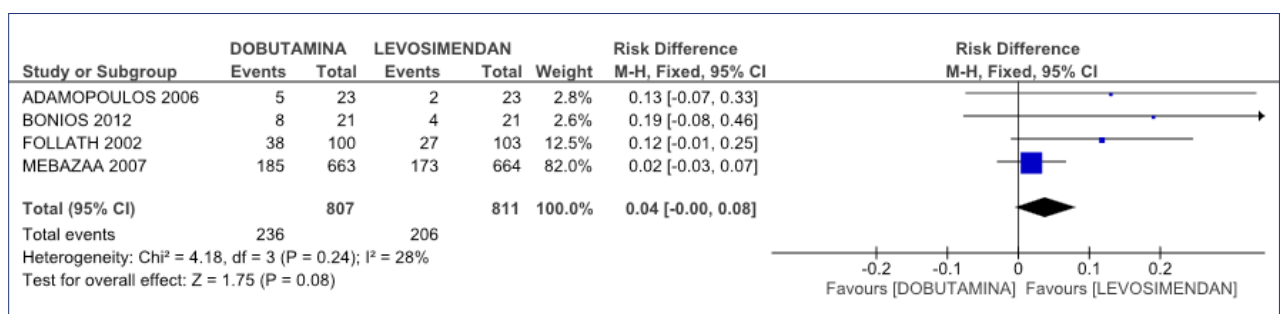 DOBUTAMINA LEVOSIMENDAN Risk Difference Risk Difference
Study or Subgroup Events Total Events Total Weight M-H, Fixed, 95% CI M-H, Fixed, 95% CI
ADAMOPOULOS 2006 5 23 2 23 2.8% 0.13 [-0.07, 0.33]
BONIOS 2012 8 21 4 21 2.6% 0.19 [-0.08, 0.46]
FOLLATH 2002 38 100 27 103 12.5% 0.12 [-0.01, 0.25]
MEBAZAA 2007 185 663 173 664 82.0% 0.02 [-0.03, 0.07]
Total (95% CI) 807 811 100.0% 0.04 [-0.00, 0.08]
Total events 236 206
Heterogeneity: Chi² = 4.18, df = 3 (P = 0.24); I² = 28%
Test for overall effect: Z = 1.75 (P = 0.08)
-0.2 -0.1 0 0.1 0.2
Favours [DOBUTAMINA] Favours [LEVOSIMENDAN]